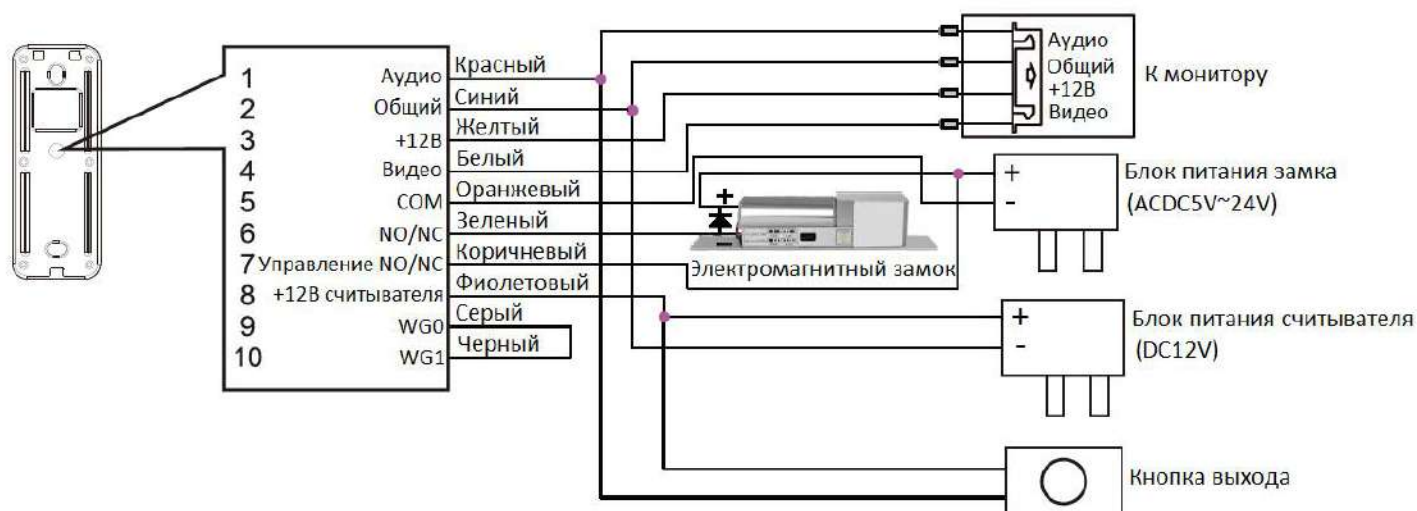 1 Аудио Красный
2 Общий Синий
3 +12В Желтый
4 Видео Белый
5 COM Оранжевый
6 NO/NC Зеленый
7 Управление NO/NC Коричневый
8 +12В считывателя Фиолетовый
9 WG0 Серый
10 WG1 Черный
Аудио
Общий
+12В
Видео
К монитору
+
Электромагнитный замок
+
-
Блок питания замка
(ACDC5V~24V)
+
-
Блок питания считывателя
(DC12V)
Кнопка выхода